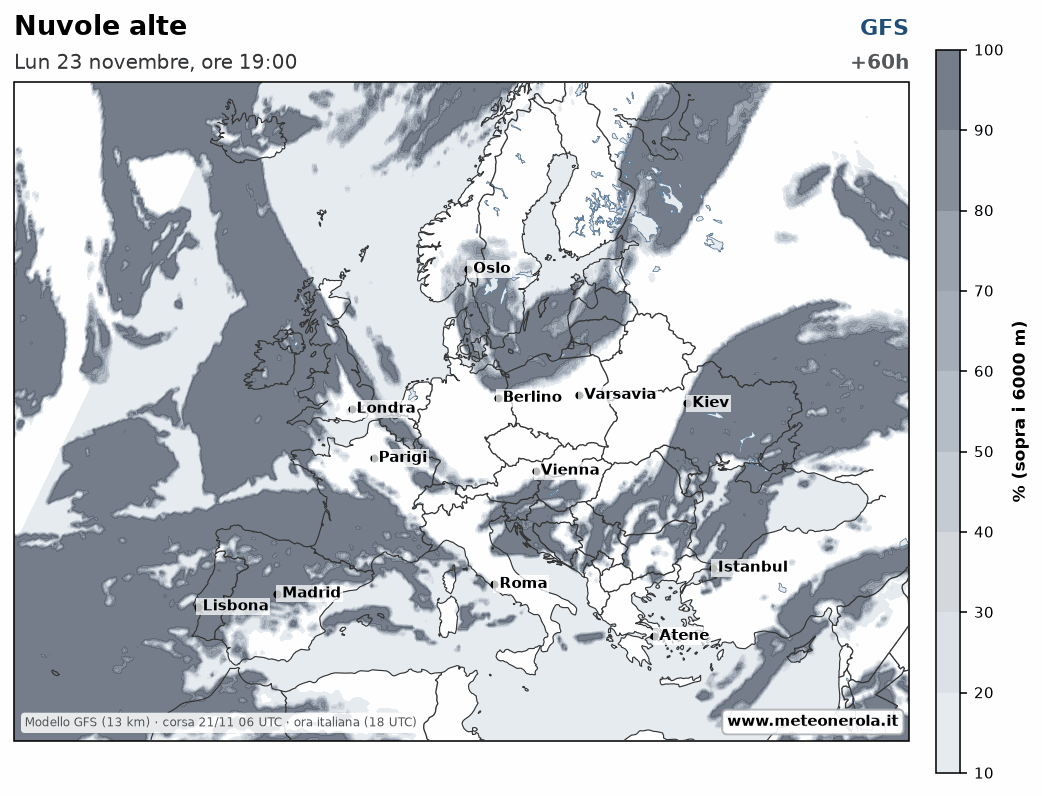 Nuvole alte
GFS
Lun 23 novembre, ore 19:00
+60h
100
90
80
70
60
50
40
30
20
10
% (sopra i 6000 m)
Oslo
Berlino
Varsavia
Kiev
Londra
Parigi
Vienna
Istanbul
Roma
Madrid
Lisbona
Atene
Modello GFS (13 km) · corsa 21/11 06 UTC · ora italiana (18 UTC)
www.meteonerola.it